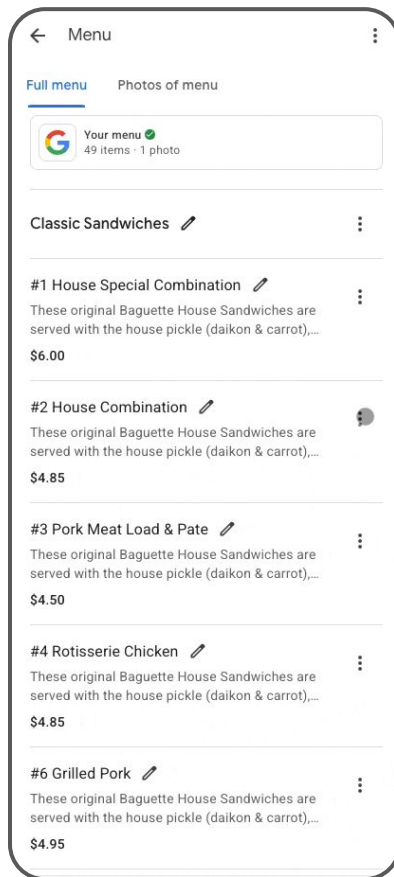 Menu
Full menu Photos of menu
Your menu
49 items · 1 photo
Classic Sandwiches
#1 House Special Combination
These original Baguette House Sandwiches are
served with the house pickle (daikon & carrot),...
$6.00
#2 House Combination
These original Baguette House Sandwiches are
served with the house pickle (daikon & carrot),...
$4.85
#3 Pork Meat Load & Pate
These original Baguette House Sandwiches are
served with the house pickle (daikon & carrot),...
$4.50
#4 Rotisserie Chicken
These original Baguette House Sandwiches are
served with the house pickle (daikon & carrot),...
$4.85
#6 Grilled Pork
These original Baguette House Sandwiches are
served with the house pickle (daikon & carrot),...
$4.95